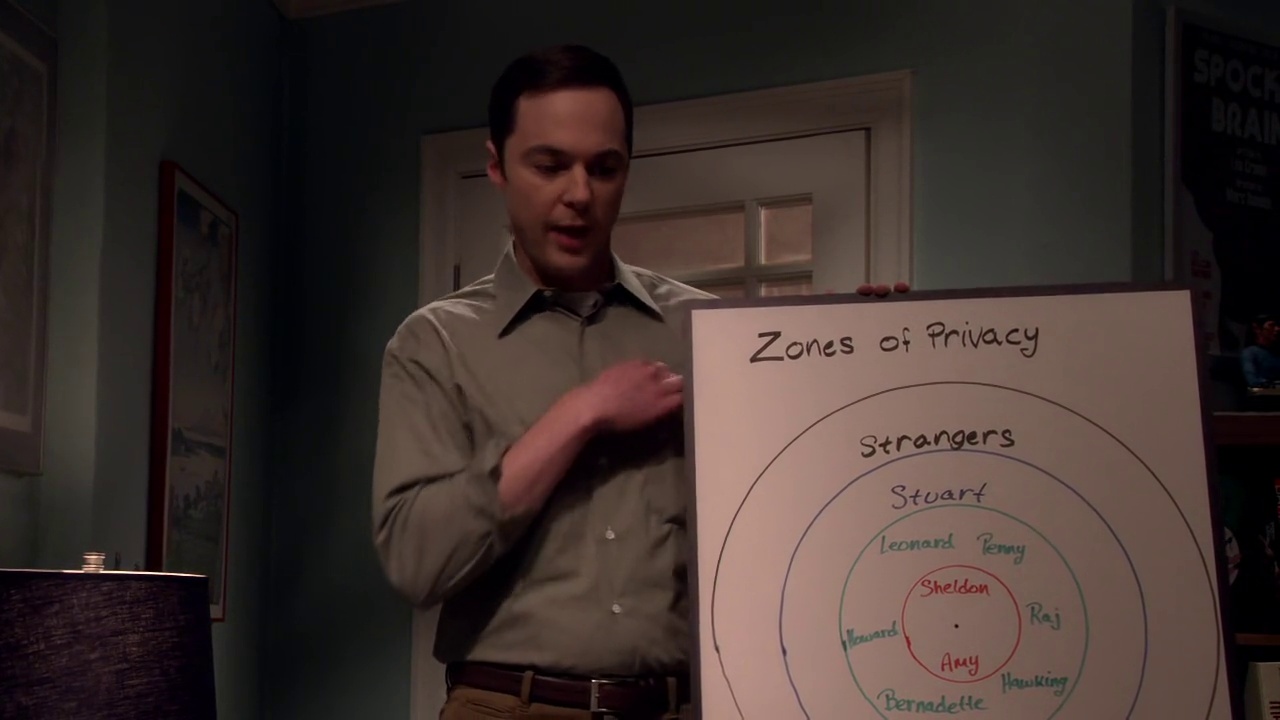 SPOCK
BRAIN
Zones of Privacy
Strangers
Stuart
Leonard Penny
Sheldon
Howard Raj
Amy
Hawking
Bernadette